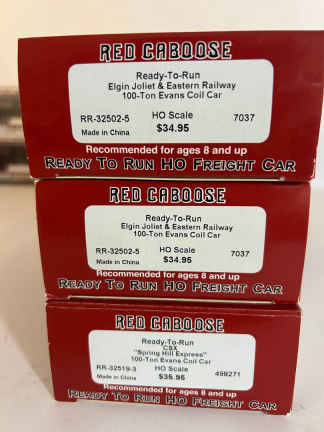 RED CABOOSE
Ready-To-Run
Elgin Joliet & Eastern Railway
100-Ton Evans Coil Car
RR-32502-5 HO Scale 7037
Made in China $34.95
Recommended for ages 8 and up
READY TO RUN HO FREIGHT CAR
RED CABOOSE
Ready-To-Run
Elgin Joliet & Eastern Railway
100-Ton Evans Coil Car
RR-32502-5 HO Scale 7037
Made in China $34.95
Recommended for ages 8 and up
READY TO RUN HO FREIGHT CAR
RED CABOOSE
Ready-To-Run
CSX
"Spring Hill Express"
100-Ton Evans Coil Car
RR-32519-3 HO Scale 499271
Made in China $36.95
Recommended for ages 8 and up
READY TO RUN HO FREIGHT CAR